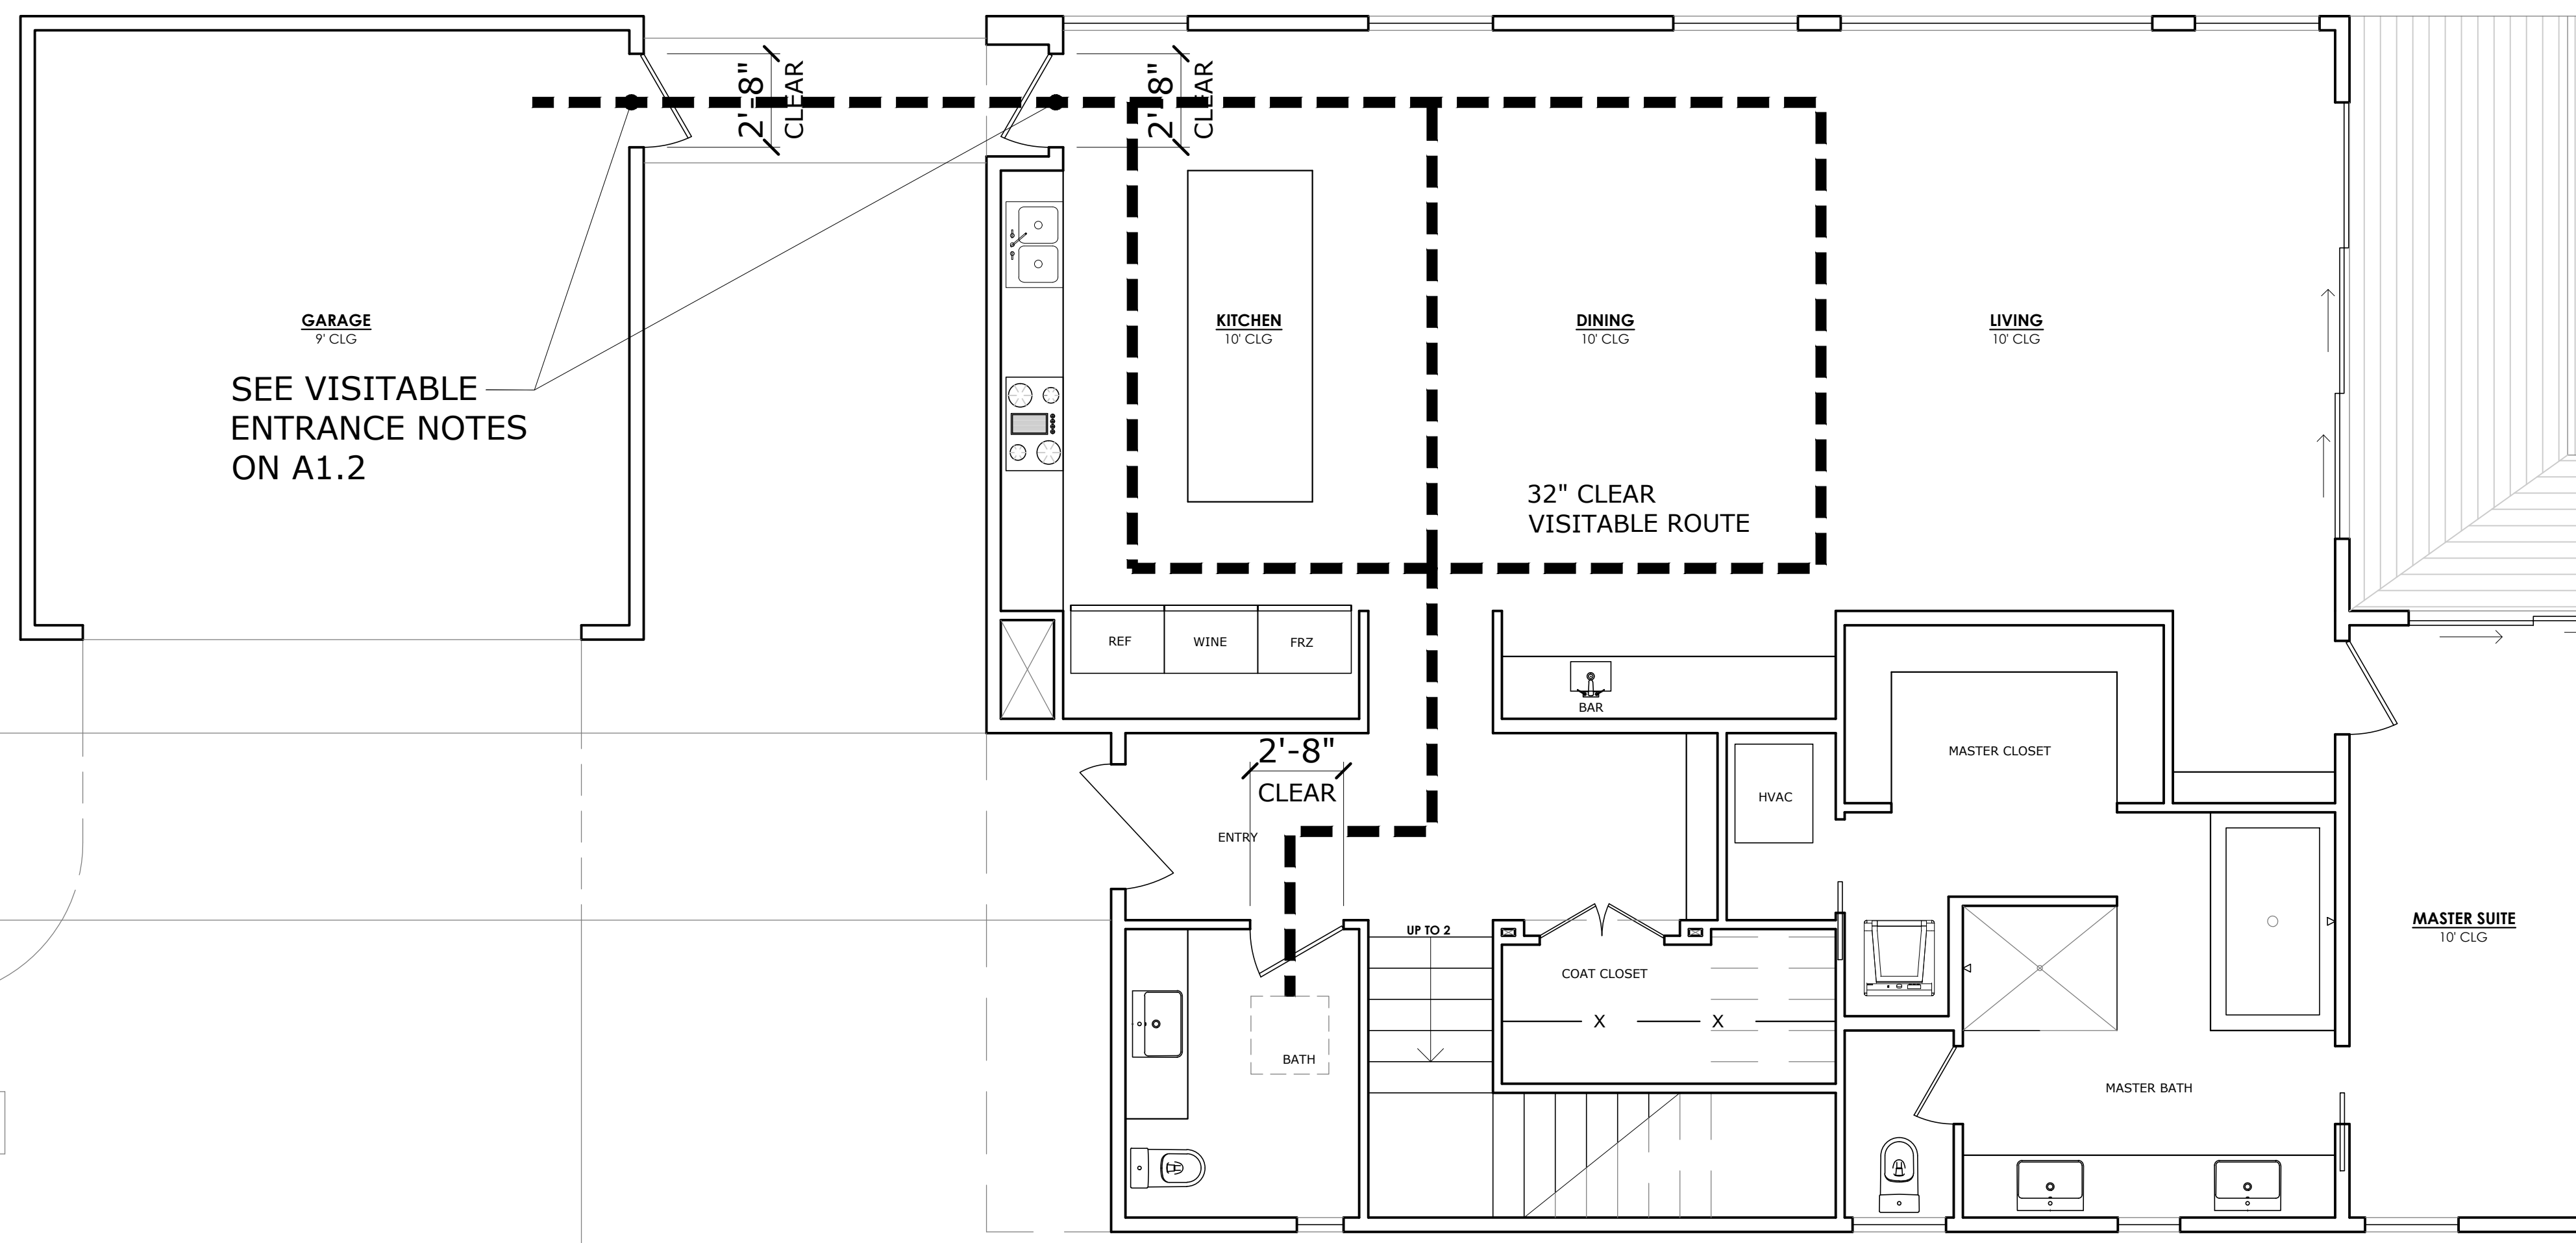 2'-8"
CLEAR
2'-8"
CLEAR
GARAGE
9' CLG
SEE VISITABLE
ENTRANCE NOTES
ON A1.2
KITCHEN
10' CLG
DINING
10' CLG
LIVING
10' CLG
32" CLEAR
VISITABLE ROUTE
REF
WINE
FRZ
BAR
2'-8"
CLEAR
ENTRY
HVAC
MASTER CLOSET
UP TO 2
COAT CLOSET
X
X
BATH
MASTER BATH
MASTER SUITE
10' CLG